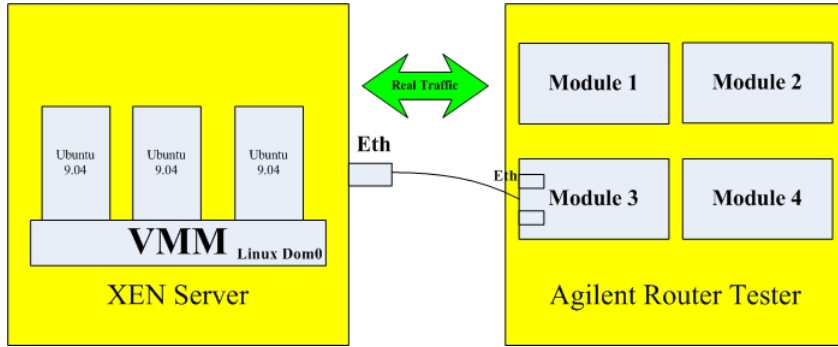 Real Traffic
Module 1
Module 2
Ubuntu
9.04
Ubuntu
9.04
Ubuntu
9.04
Eth
Eth
Module 3
Module 4
VMM
Linux Dom0
XEN Server
Agilent Router Tester